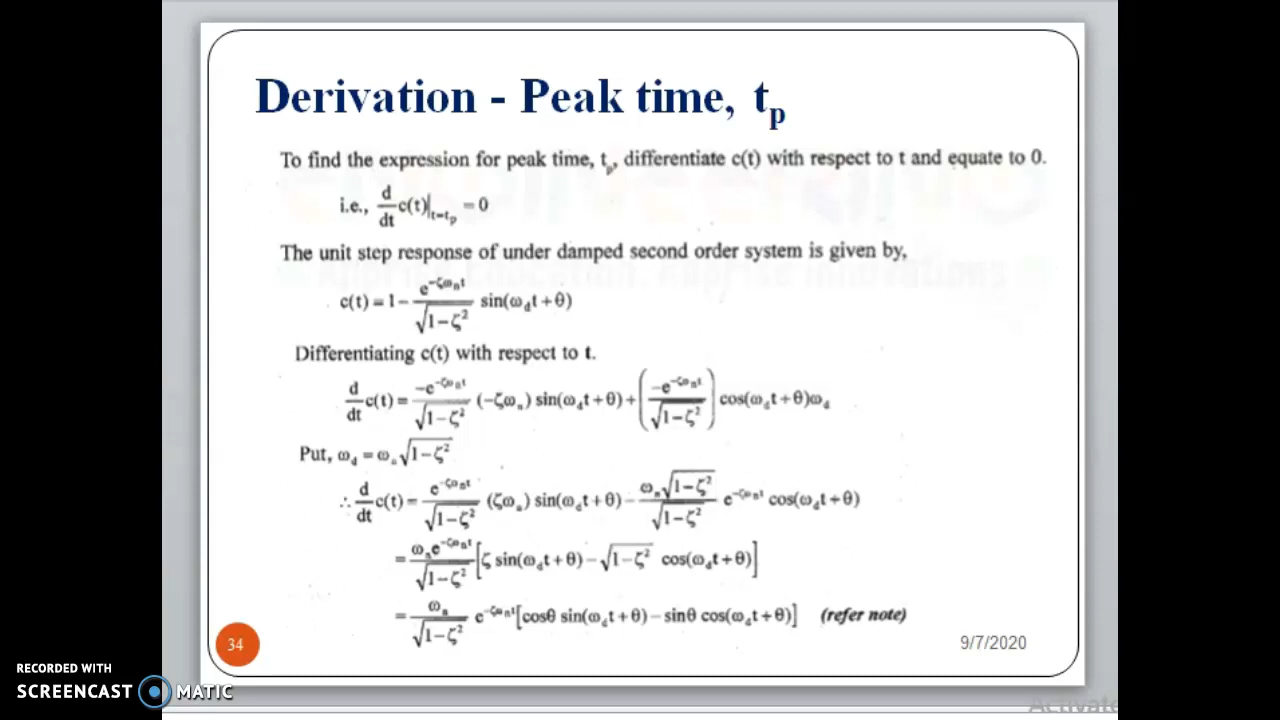 Derivation - Peak time, tp
To find the expression for peak time, tp, differentiate c(t) with respect to t and equate to 0.
i.e., d/dt c(t)|t=tp = 0
The unit step response of under damped second order system is given by,
c(t) = 1 − e^−ζωnt / √1−ζ² sin(ωdt + θ)
Differentiating c(t) with respect to t.
d/dt c(t) = −e^−ζωnt / √1−ζ² (−ζωn) sin(ωdt + θ) + (−e^−ζωnt / √1−ζ²) cos(ωdt + θ)ωd
Put, ωd = ωn √1−ζ²
∴ d/dt c(t) = e^−ζωnt / √1−ζ² (ζωn) sin(ωdt + θ) − ωn√1−ζ² / √1−ζ² e^−ζωnt cos(ωdt + θ)
= ωn e^−ζωnt / √1−ζ² [ζ sin(ωdt + θ) − √1−ζ² cos(ωdt + θ)]
= ωn / √1−ζ² e^−ζωnt [cosθ sin(ωdt + θ) − sinθ cos(ωdt + θ)] (refer note)
34
9/7/2020
RECORDED WITH
SCREENCAST MATIC
Activate